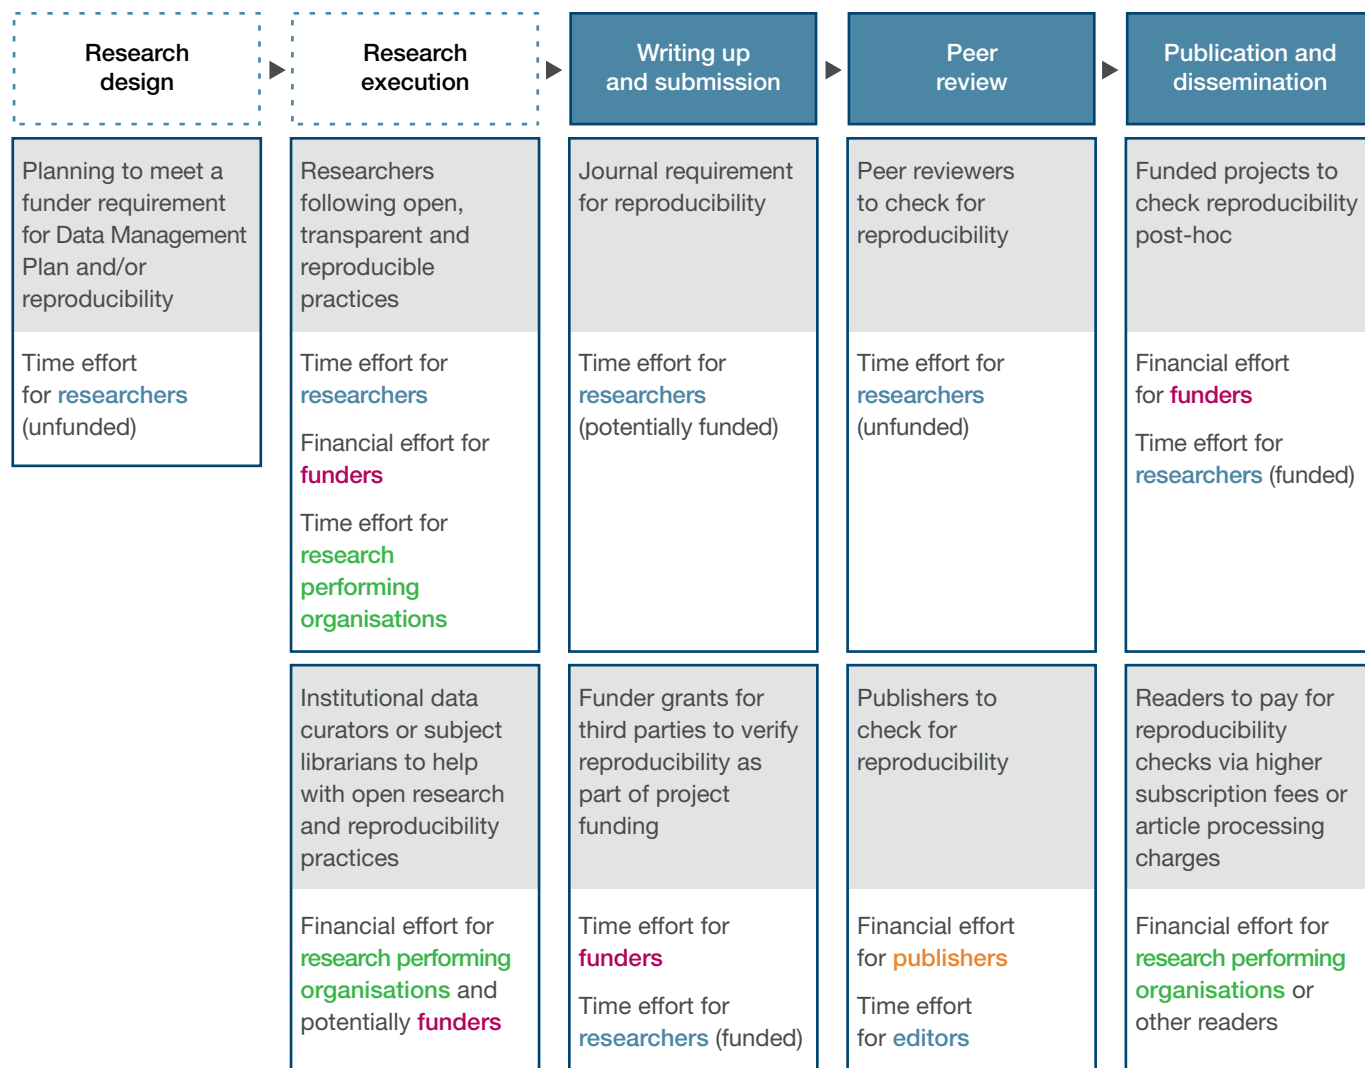 Research
design
Research
execution
Writing up
and submission
Peer
review
Publication and
dissemination
Planning to meet a
funder requirement
for Data Management
Plan and/or
reproducibility
Time effort
for researchers
(unfunded)
Researchers
following open,
transparent and
reproducible
practices
Time effort for
researchers
Financial effort for
funders
Time effort for
research
performing
organisations
Journal requirement
for reproducibility
Time effort for
researchers
(potentially funded)
Peer reviewers
to check for
reproducibility
Time effort for
researchers
(unfunded)
Funded projects to
check reproducibility
post-hoc
Financial effort
for funders
Time effort for
researchers (funded)
Institutional data
curators or subject
librarians to help
with open research
and reproducibility
practices
Financial effort for
research performing
organisations and
potentially funders
Funder grants for
third parties to verify
reproducibility as
part of project
funding
Time effort for
funders
Time effort for
researchers (funded)
Publishers to
check for
reproducibility
Financial effort
for publishers
Time effort
for editors
Readers to pay for
reproducibility
checks via higher
subscription fees or
article processing
charges
Financial effort for
research performing
organisations or
other readers